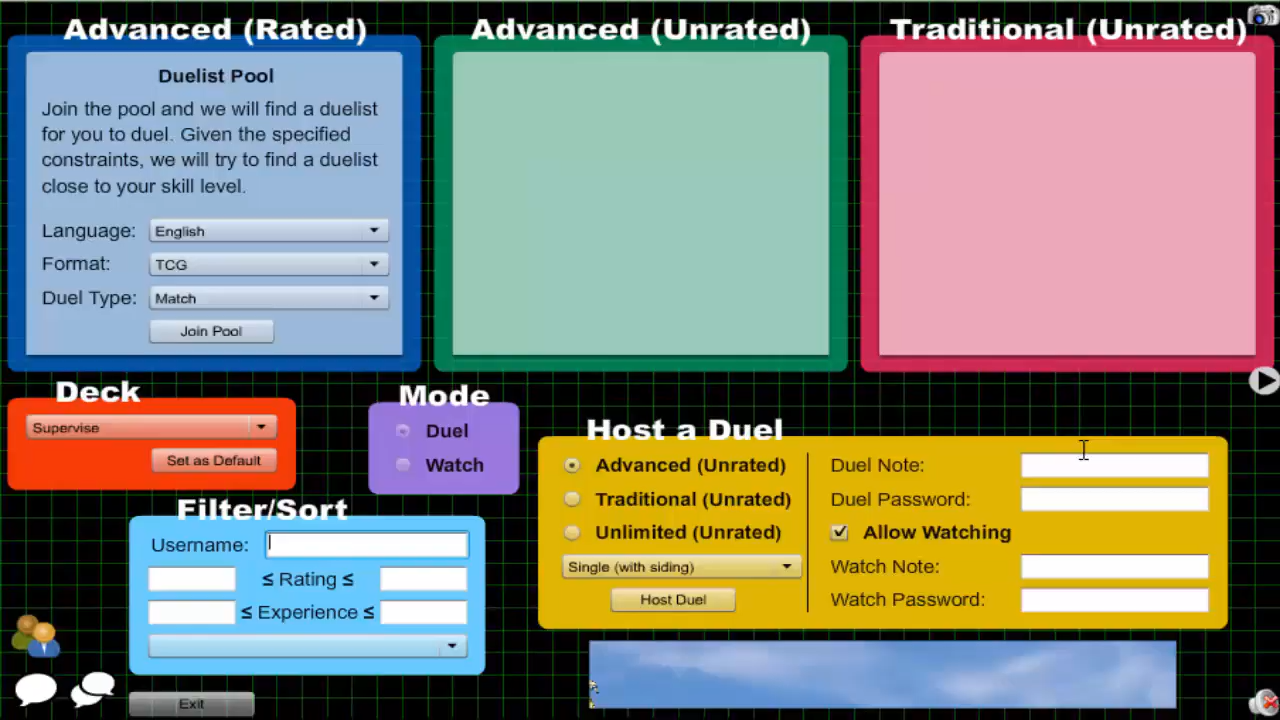 Advanced (Rated)
Duelist Pool
Join the pool and we will find a duelist
for you to duel. Given the specified
constraints, we will try to find a duelist
close to your skill level.
Language: English
Format: TCG
Duel Type: Match
Join Pool
Advanced (Unrated)
Traditional (Unrated)
Deck
Supervise
Set as Default
Mode
Duel
Watch
Filter/Sort
Username:
≤ Rating ≤
≤ Experience ≤
Exit
Host a Duel
Advanced (Unrated)
Traditional (Unrated)
Unlimited (Unrated)
Single (with siding)
Host Duel
Duel Note:
Duel Password:
Allow Watching
Watch Note:
Watch Password: